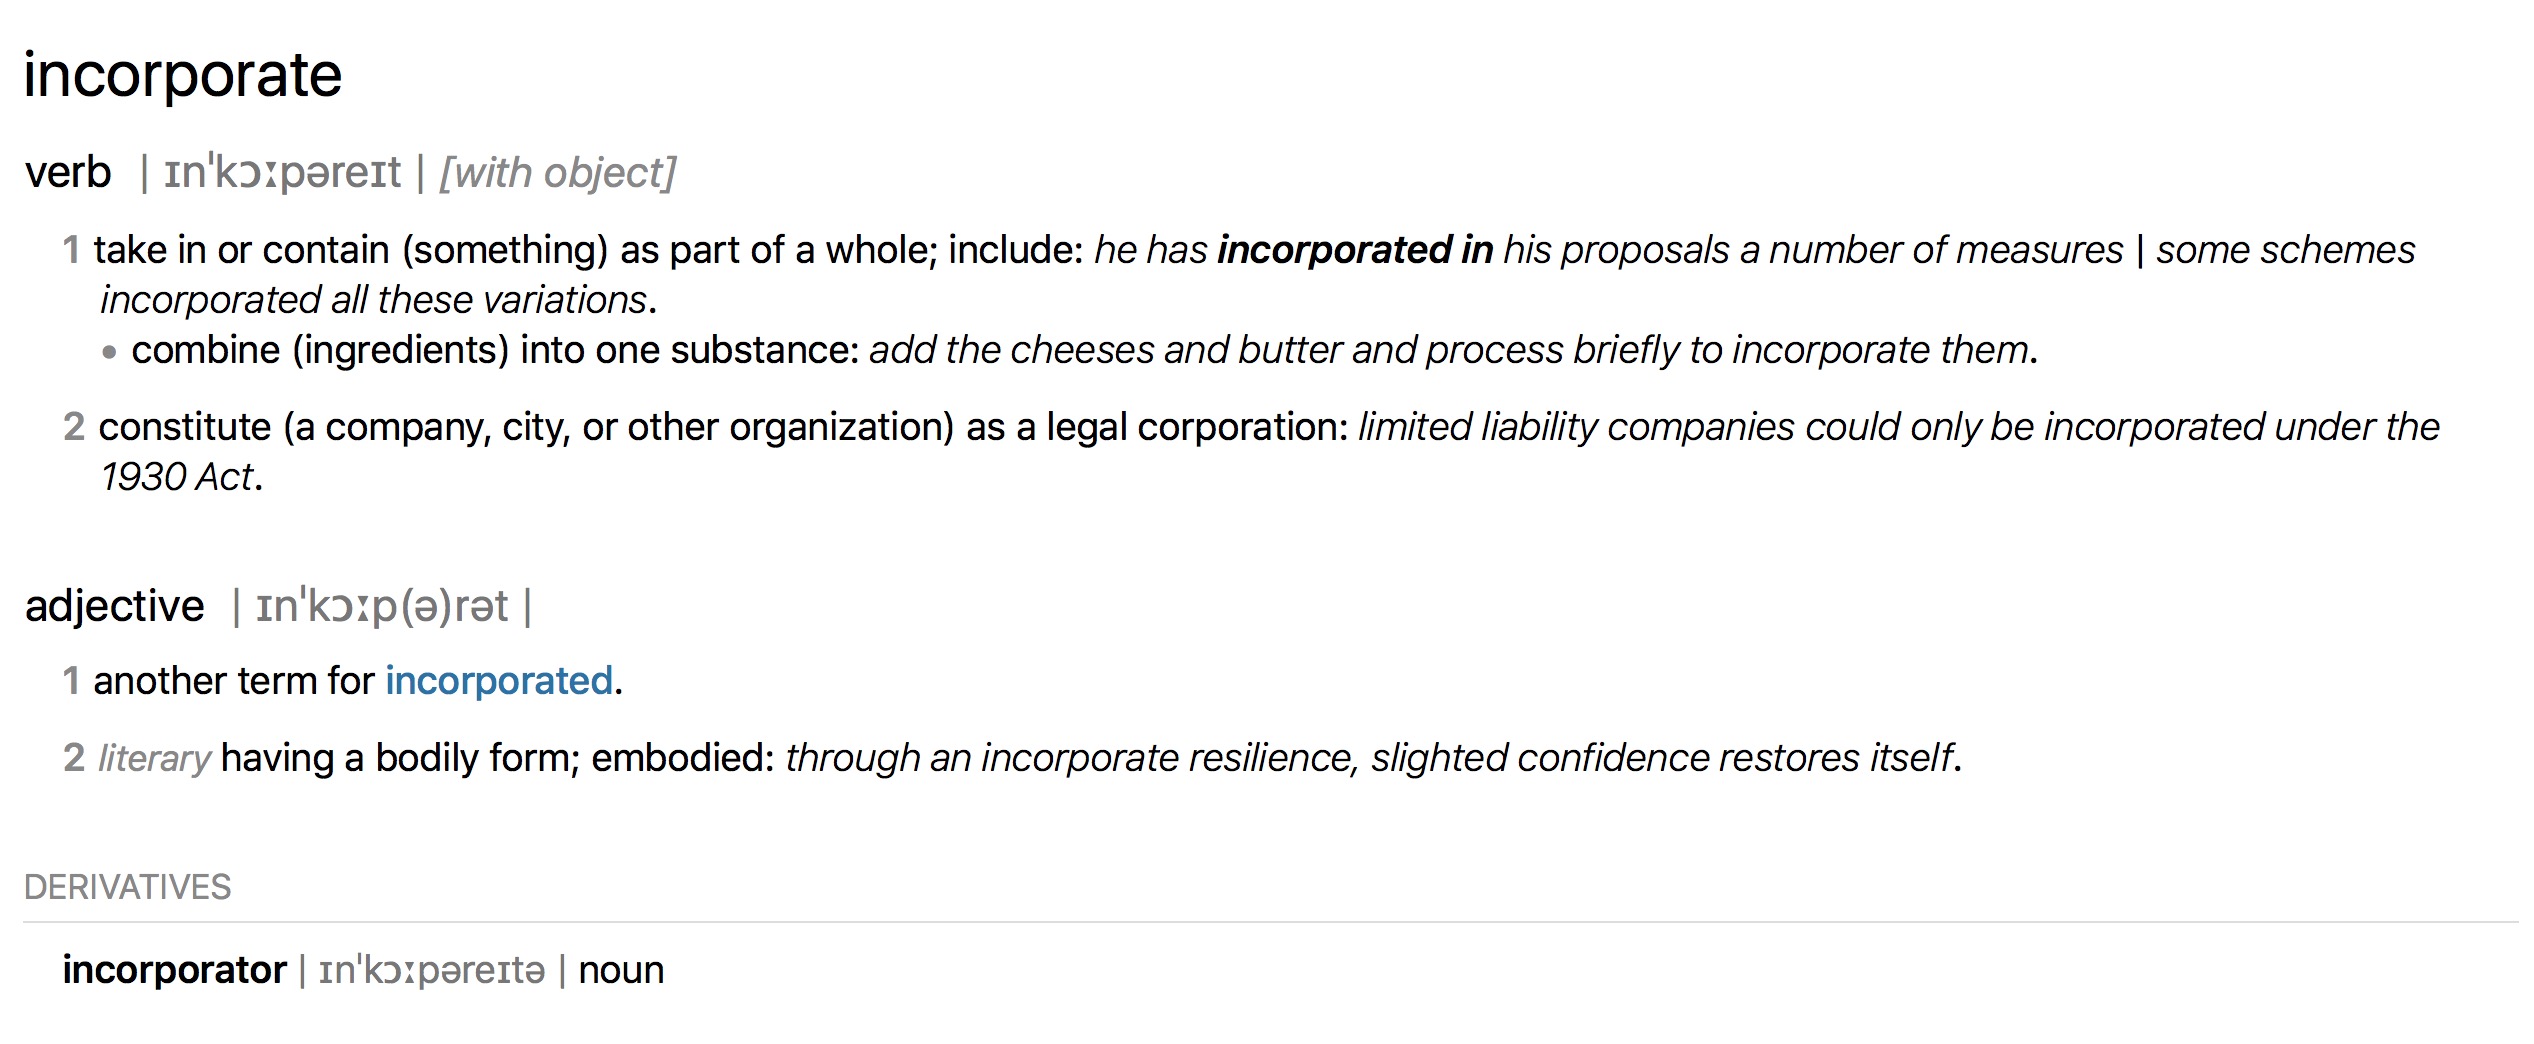 incorporate
verb | ɪnˈkɔːpəreɪt | [with object]
1 take in or contain (something) as part of a whole; include: he has incorporated in his proposals a number of measures | some schemes
incorporated all these variations.
• combine (ingredients) into one substance: add the cheeses and butter and process briefly to incorporate them.
2 constitute (a company, city, or other organization) as a legal corporation: limited liability companies could only be incorporated under the
1930 Act.
adjective | ɪnˈkɔːp(ə)rət |
1 another term for incorporated.
2 literary having a bodily form; embodied: through an incorporate resilience, slighted confidence restores itself.
DERIVATIVES
incorporator | ɪnˈkɔːpəreɪtə | noun